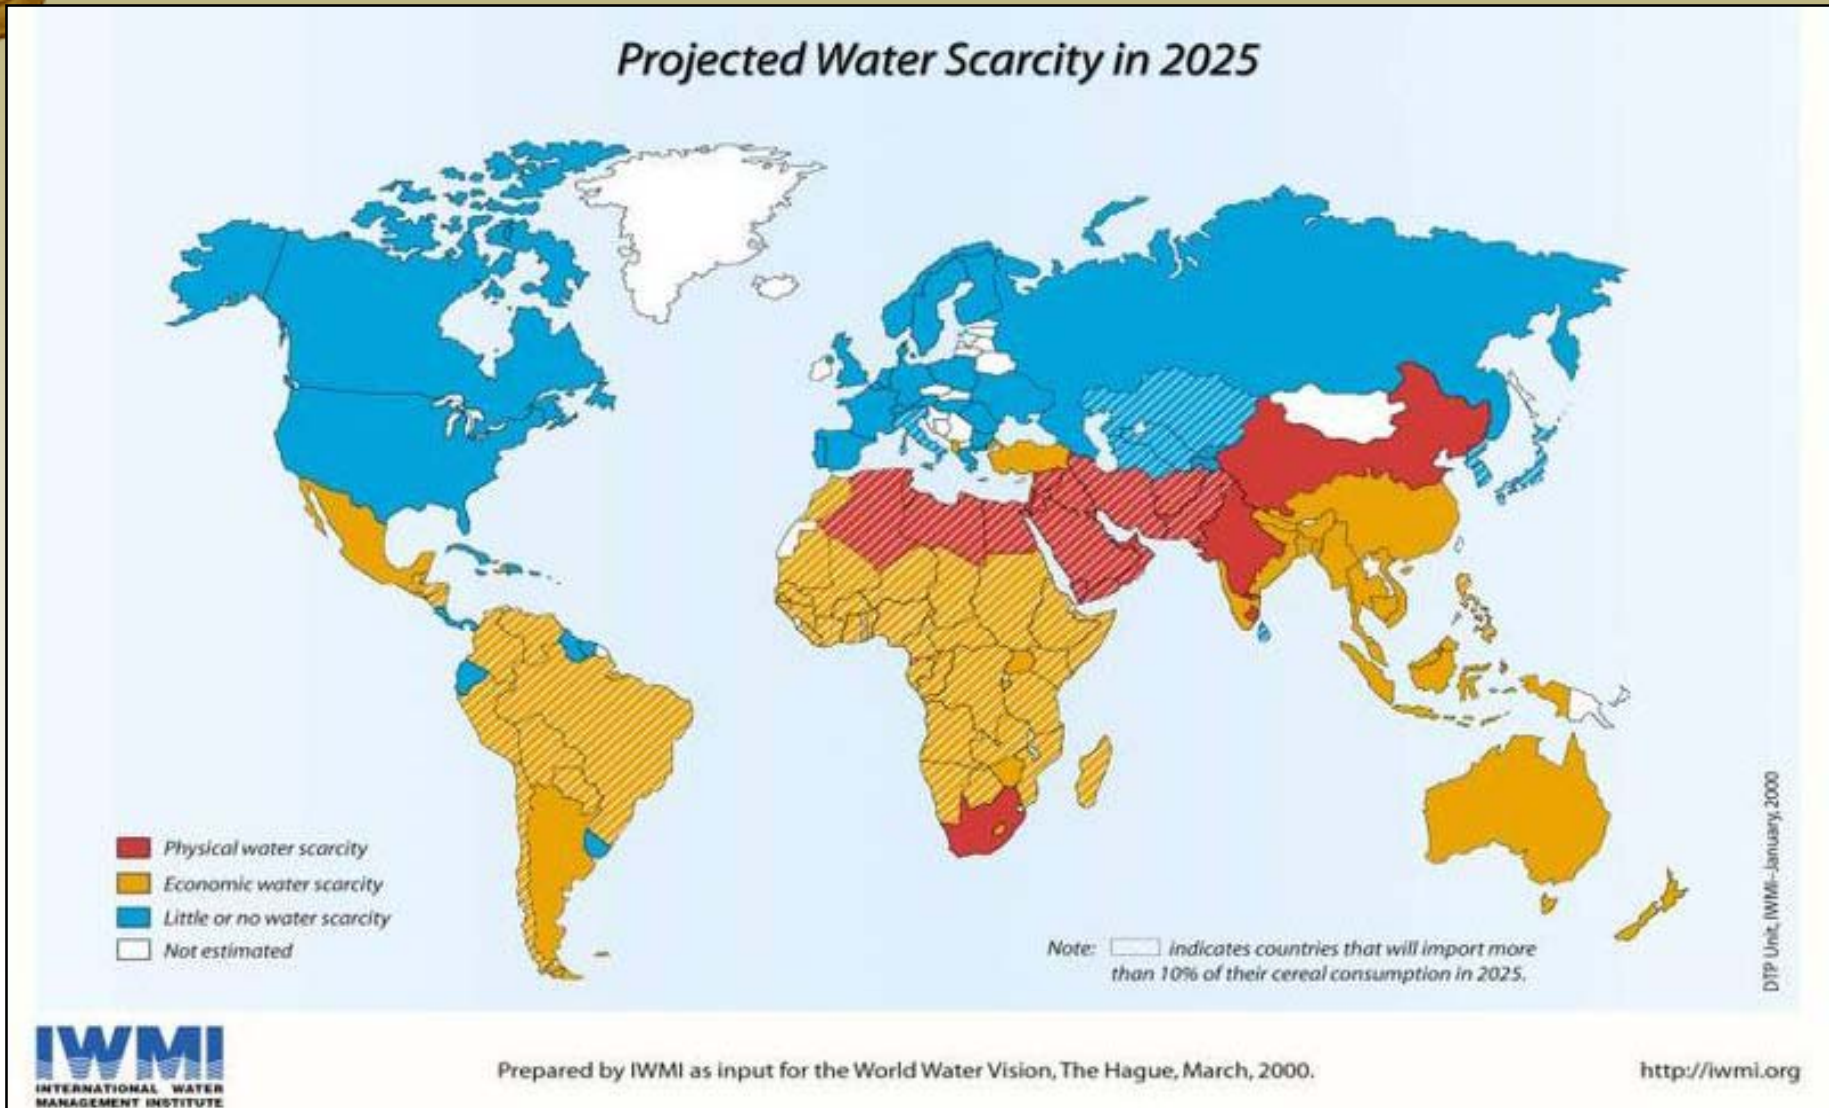 Projected Water Scarcity in 2025
Physical water scarcity
Economic water scarcity
Little or no water scarcity
Not estimated
Note: indicates countries that will import more
than 10% of their cereal consumption in 2025.
DTP Unit, IWMI-January, 2000
IWMI
INTERNATIONAL WATER
MANAGEMENT INSTITUTE
Prepared by IWMI as input for the World Water Vision, The Hague, March, 2000.
http://iwmi.org